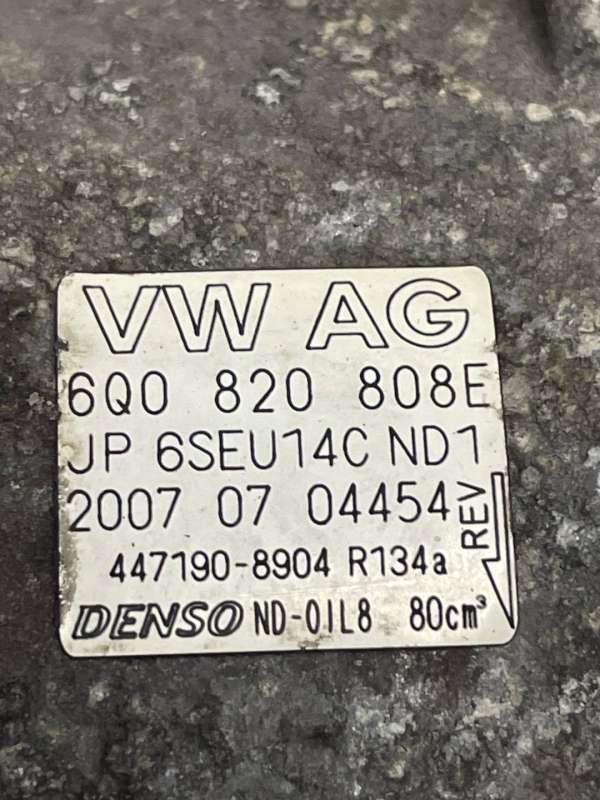 VW AG
6Q0 820 808E
JP 6SEU14C ND1
2007 07 04454
REV
447190-8904 R134a
DENSO ND-OIL8 80cm³